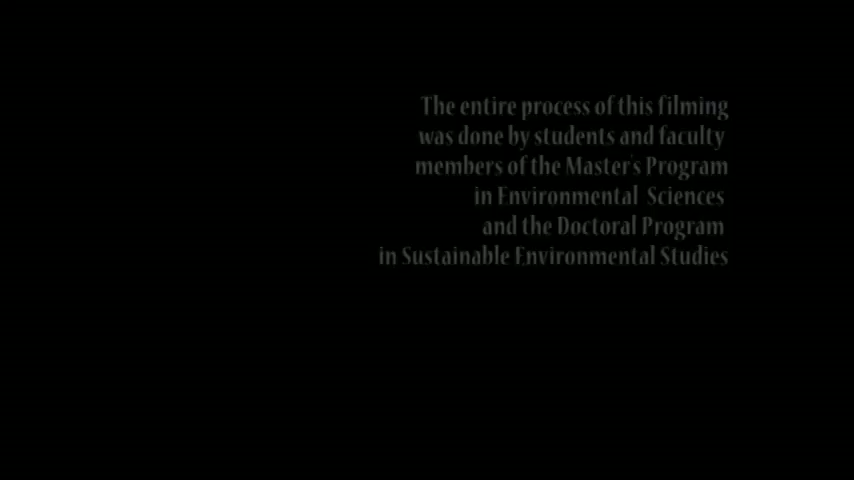 The entire process of this filming
was done by students and faculty
members of the Master's Program
in Environmental Sciences
and the Doctoral Program
in Sustainable Environmental Studies